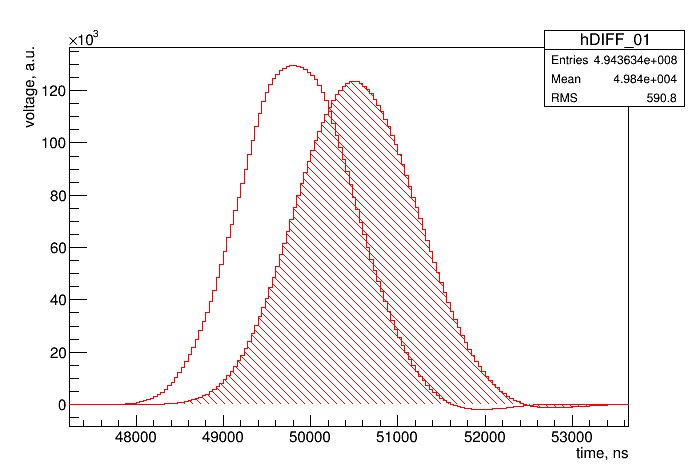 ×10³
hDIFF_01
Entries 4.943634e+008
Mean 4.984e+004
RMS 590.8
voltage, a.u.
120
100
80
60
40
20
0
48000 49000 50000 51000 52000 53000
time, ns